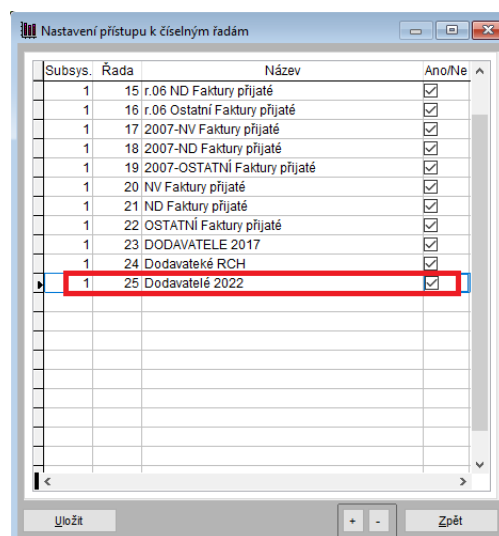 Nastavení přístupu k číselným řadám
Subsys. Řada Název Ano/Ne
1 15 r.06 ND Faktury přijaté
1 16 r.06 Ostatní Faktury přijaté
1 17 2007-NV Faktury přijaté
1 18 2007-ND Faktury přijaté
1 19 2007-OSTATNÍ Faktury přijaté
1 20 NV Faktury přijaté
1 21 ND Faktury přijaté
1 22 OSTATNÍ Faktury přijaté
1 23 DODAVATELE 2017
1 24 Dodavateké RCH
1 25 Dodavatelé 2022
Uložit + - Zpět